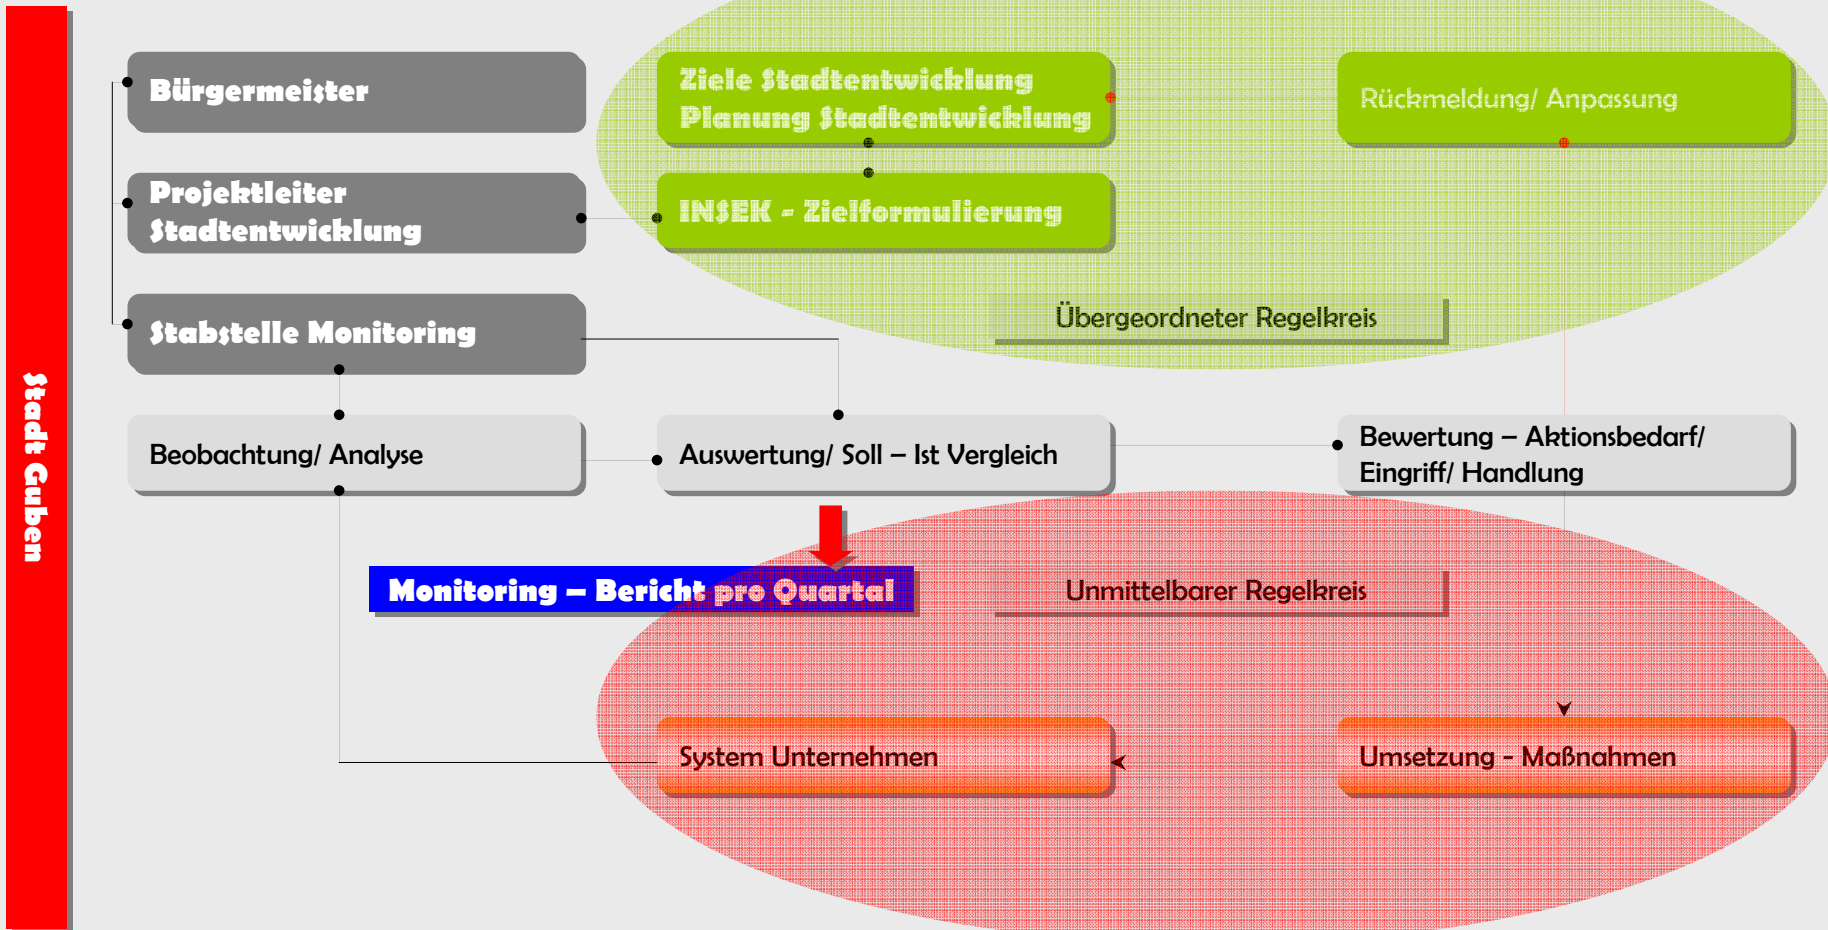 Stadt Guben
Bürgermeister
Ziele Stadtentwicklung
Planung Stadtentwicklung
Rückmeldung/ Anpassung
Projektleiter
Stadtentwicklung
INSEK - Zielformulierung
Übergeordneter Regelkreis
Stabstelle Monitoring
Beobachtung/ Analyse
Auswertung/ Soll – Ist Vergleich
Bewertung – Aktionsbedarf/
Eingriff/ Handlung
Monitoring – Bericht pro Quartal
Unmittelbarer Regelkreis
System Unternehmen
Umsetzung - Maßnahmen